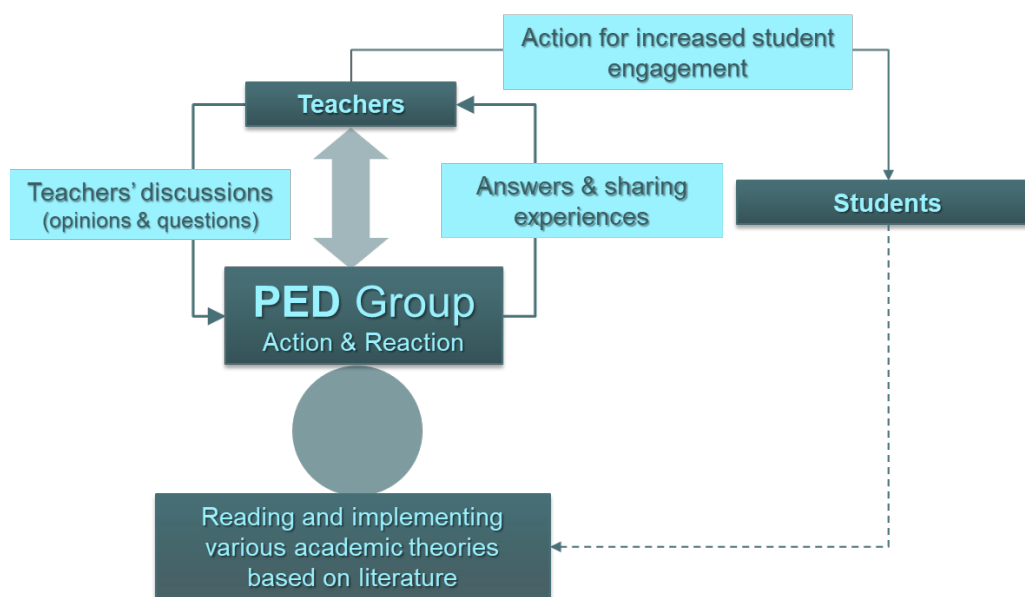 Action for increased student
engagement
Teachers
Teachers’ discussions
(opinions & questions)
Answers & sharing
experiences
Students
PED Group
Action & Reaction
Reading and implementing
various academic theories
based on literature